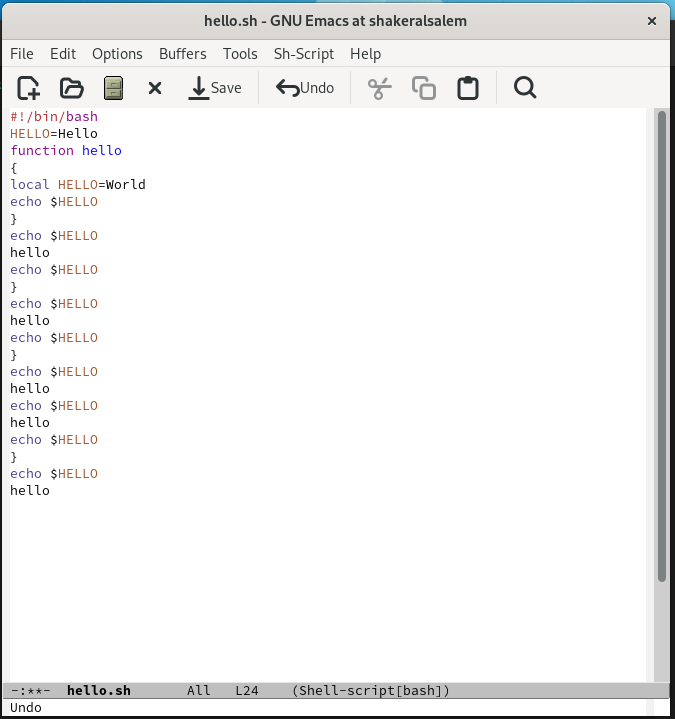 hello.sh - GNU Emacs at shakeralsalem
File Edit Options Buffers Tools Sh-Script Help
Save Undo
#!/bin/bash
HELLO=Hello
function hello
{
local HELLO=World
echo $HELLO
}
echo $HELLO
hello
echo $HELLO
}
echo $HELLO
hello
echo $HELLO
}
echo $HELLO
hello
echo $HELLO
hello
echo $HELLO
}
echo $HELLO
hello
-:**- hello.sh All L24 (Shell-script[bash])
Undo